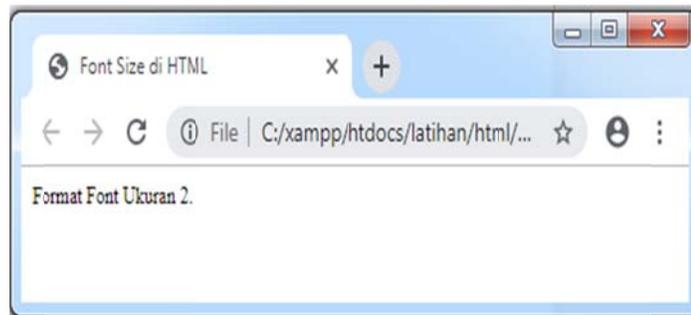 Font Size di HTML
File | C:/xampp/htdocs/latihan/html/...
Format Font Ukuran 2.